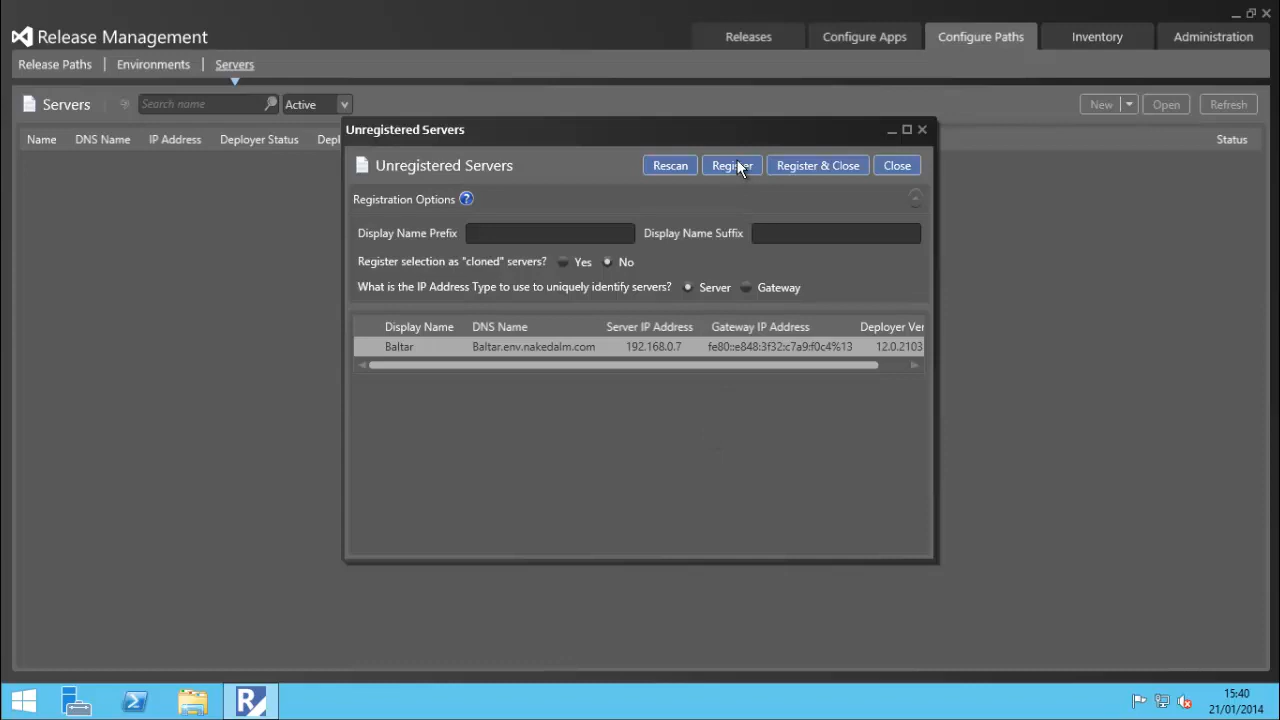 Release Management
Releases
Configure Apps
Configure Paths
Inventory
Administration
Release Paths
Environments
Servers
Servers
Search name
Active
New
Open
Refresh
Name
DNS Name
IP Address
Deployer Status
Status
Unregistered Servers
Unregistered Servers
Rescan
Register
Register & Close
Close
Registration Options
Display Name Prefix
Display Name Suffix
Register selection as "cloned" servers?
Yes
No
What is the IP Address Type to use to uniquely identify servers?
Server
Gateway
Display Name
DNS Name
Server IP Address
Gateway IP Address
Deployer Ver
Baltar
Baltar.env.nakedalm.com
192.168.0.7
fe80::e848:3f32:c7a9:f0c4%13
12.0.2103
15:40
21/01/2014